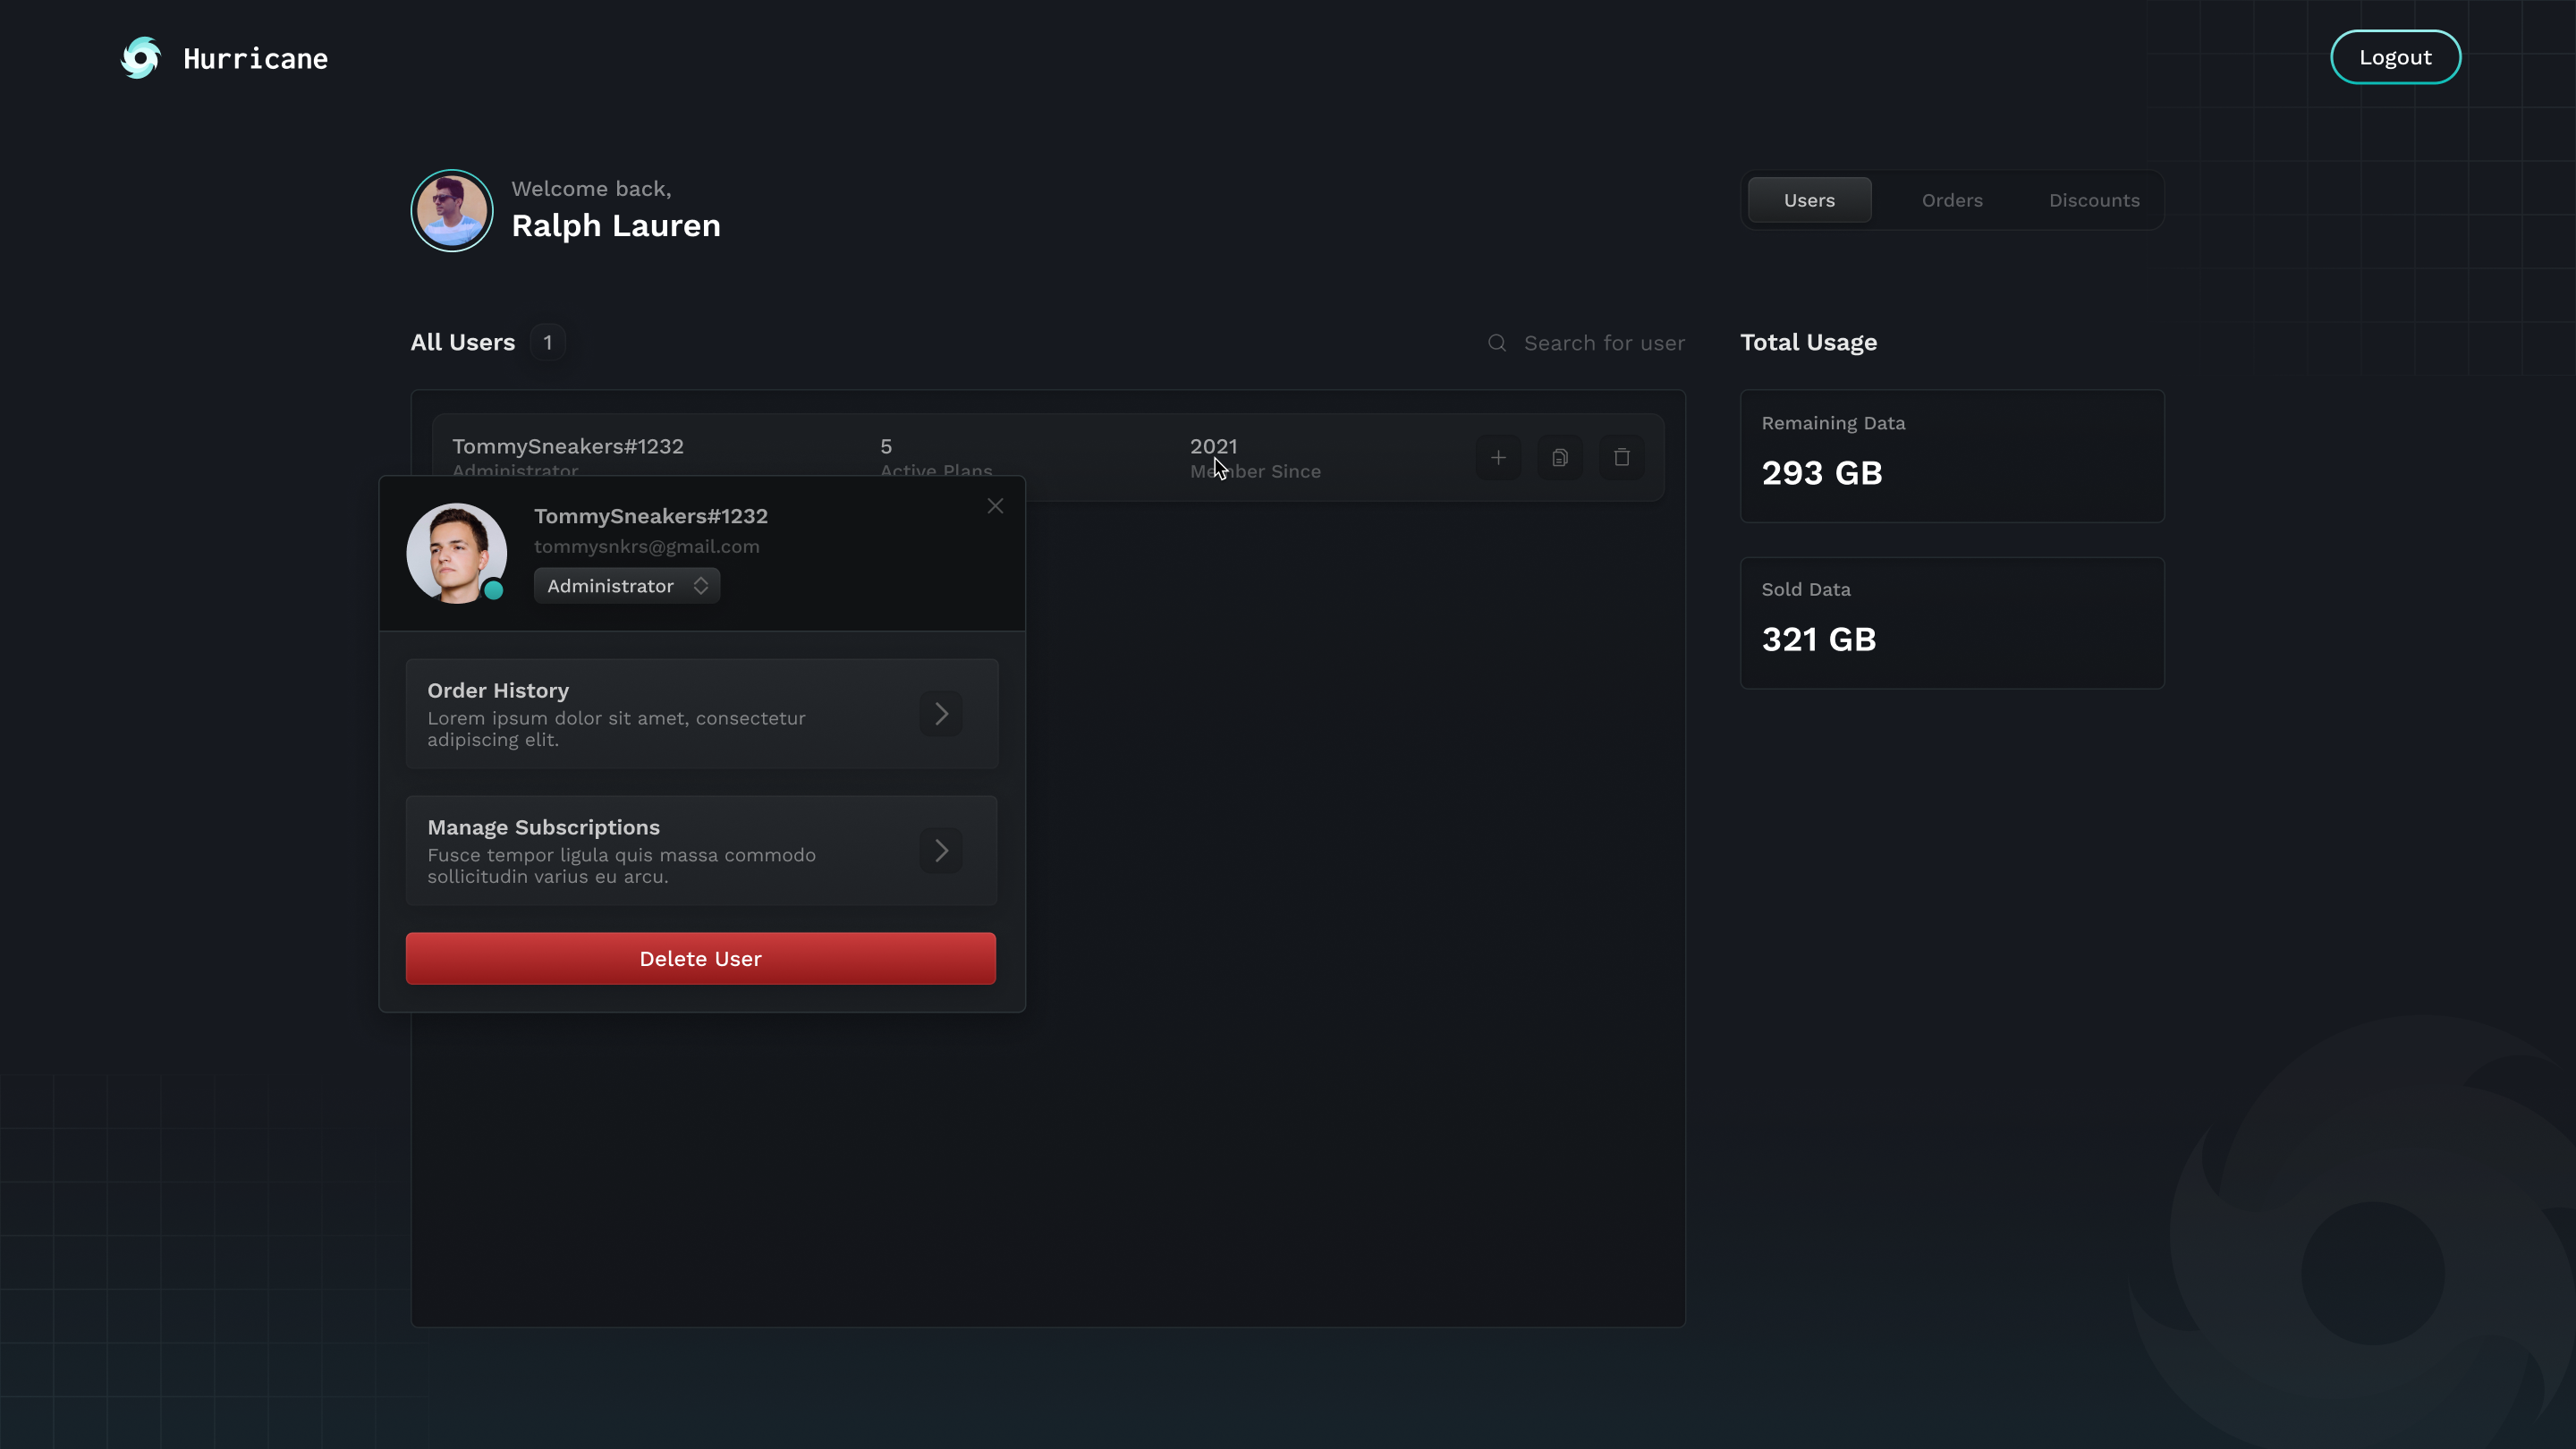 Hurricane
Logout
Welcome back,
Ralph Lauren
Users
Orders
Discounts
All Users
1
Search for user
Total Usage
TommySneakers#1232
Administrator
5
Active Plans
2021
Member Since
Remaining Data
293 GB
Sold Data
321 GB
TommySneakers#1232
tommysnkrs@gmail.com
Administrator
Order History
Lorem ipsum dolor sit amet, consectetur
adipiscing elit.
Manage Subscriptions
Fusce tempor ligula quis massa commodo
sollicitudin varius eu arcu.
Delete User